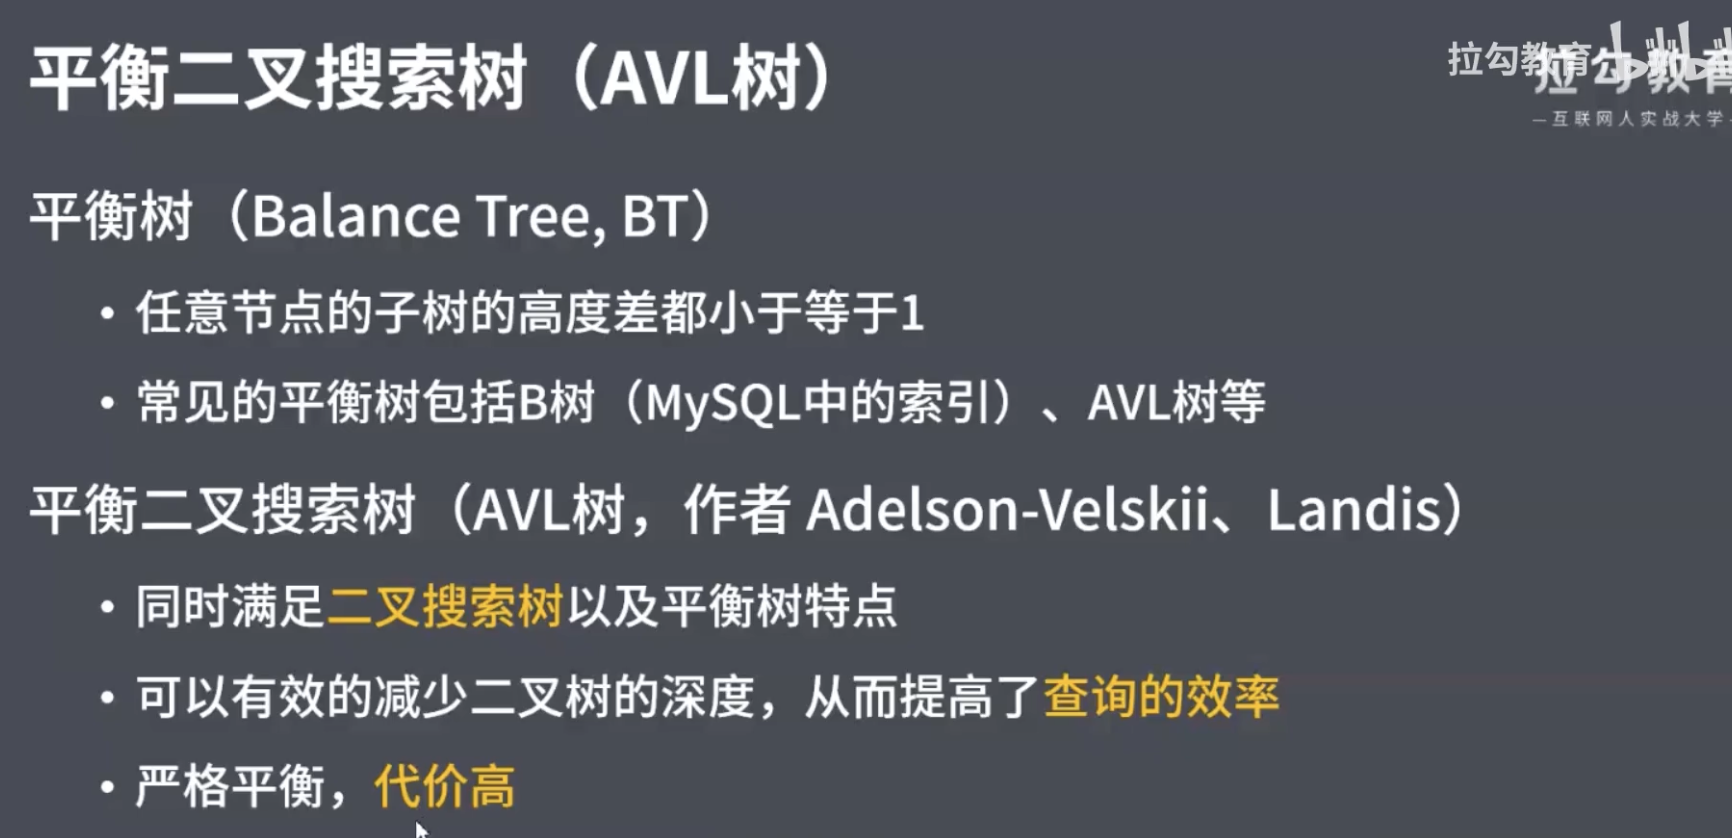 平衡二叉搜索树（AVL树）
拉勾教育
拉勾教育
—互联网人实战大学
平衡树（Balance Tree, BT）
• 任意节点的子树的高度差都小于等于1
• 常见的平衡树包括B树（MySQL中的索引）、AVL树等
平衡二叉搜索树（AVL树，作者 Adelson-Velskii、Landis）
• 同时满足二叉搜索树以及平衡树特点
• 可以有效的减少二叉树的深度，从而提高了查询的效率
• 严格平衡，代价高